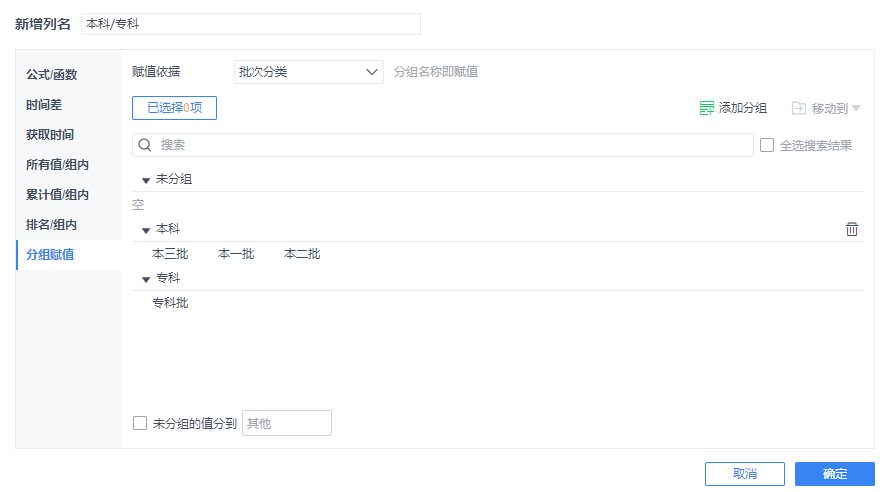 新增列名 本科/专科
公式/函数
时间差
获取时间
所有值/组内
累计值/组内
排名/组内
分组赋值
赋值依据 批次分类 分组名称即赋值
已选择0项 添加分组 移动到
搜索 全选搜索结果
未分组
空
本科
本三批 本一批 本二批
专科
专科批
未分组的值分到 其他
取消 确定